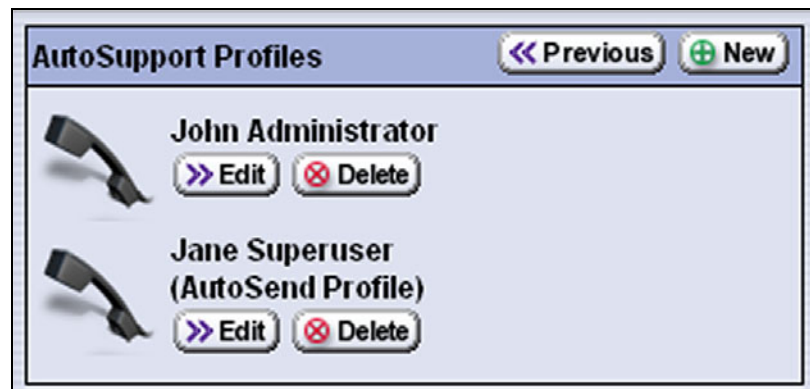 AutoSupport Profiles Previous New
John Administrator
Edit Delete
Jane Superuser
(AutoSend Profile)
Edit Delete